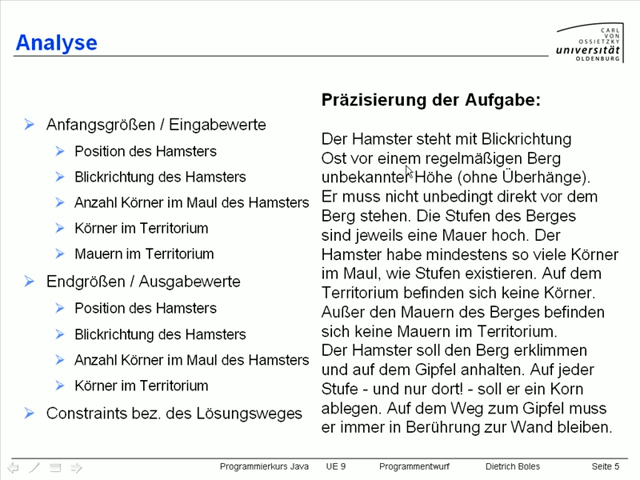 Analyse
CARL
VON
OSSIETZKY
universität
OLDENBURG
Anfangsgrößen / Eingabewerte
Position des Hamsters
Blickrichtung des Hamsters
Anzahl Körner im Maul des Hamsters
Körner im Territorium
Mauern im Territorium
Endgrößen / Ausgabewerte
Position des Hamsters
Blickrichtung des Hamsters
Anzahl Körner im Maul des Hamsters
Körner im Territorium
Constraints bez. des Lösungsweges
Präzisierung der Aufgabe:
Der Hamster steht mit Blickrichtung
Ost vor einem regelmäßigen Berg
unbekannter Höhe (ohne Überhänge).
Er muss nicht unbedingt direkt vor dem
Berg stehen. Die Stufen des Berges
sind jeweils eine Mauer hoch. Der
Hamster habe mindestens so viele Körner
im Maul, wie Stufen existieren. Auf dem
Territorium befinden sich keine Körner.
Außer den Mauern des Berges befinden
sich keine Mauern im Territorium.
Der Hamster soll den Berg erklimmen
und auf dem Gipfel anhalten. Auf jeder
Stufe - und nur dort! - soll er ein Korn
ablegen. Auf dem Weg zum Gipfel muss
er immer in Berührung zur Wand bleiben.
Programmierkurs Java UE 9 Programmentwurf Dietrich Boles Seite 5